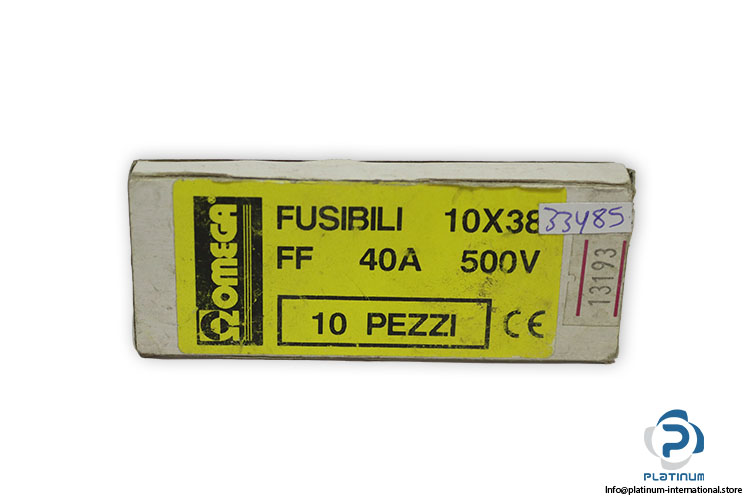 OMEGA
FUSIBILI 10X38
FF 40A 500V
10 PEZZI CE
33485
13193
PLATINUM
Info@platinum-international.store